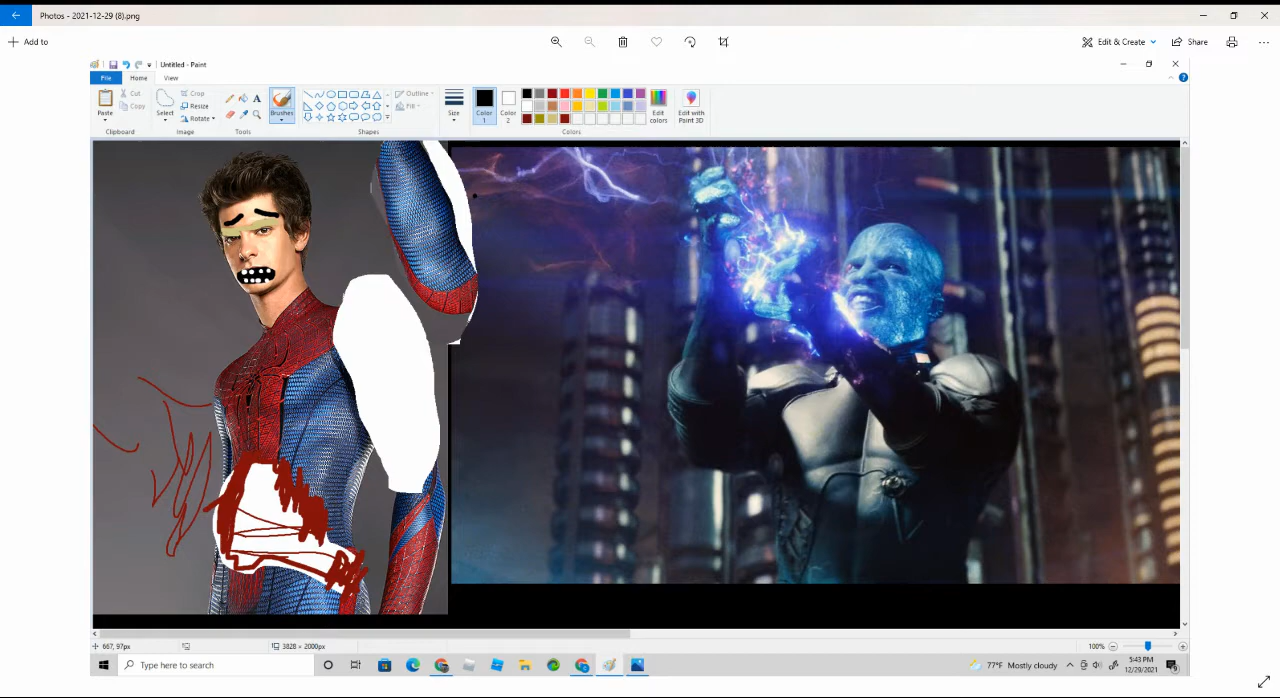 Photos - 2021-12-29 (8).png
Add to
Edit & Create
Share
Untitled - Paint
File
Home
View
Paste
Cut
Copy
Clipboard
Select
Crop
Resize
Rotate
Image
Tools
Brushes
Shapes
Outline
Fill
Size
Color
1
Color
2
Edit
colors
Edit with
Paint 3D
Colors
667, 97px
3828 × 2000px
100%
Type here to search
77°F Mostly cloudy
5:43 PM
12/29/2021